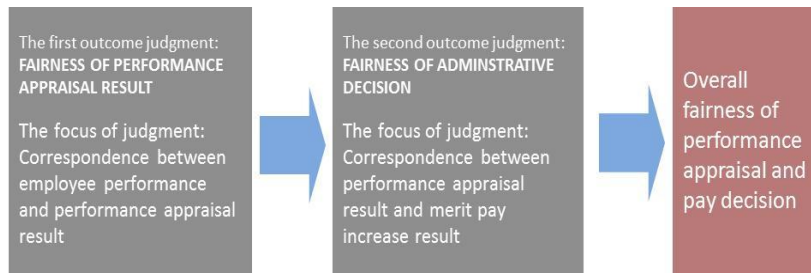 The first outcome judgment:
FAIRNESS OF PERFORMANCE
APPRAISAL RESULT
The focus of judgment:
Correspondence between
employee performance
and performance appraisal
result
The second outcome judgment:
FAIRNESS OF ADMINSTRATIVE
DECISION
The focus of judgment:
Correspondence between
performance appraisal
result and merit pay
increase result
Overall
fairness of
performance
appraisal and
pay decision